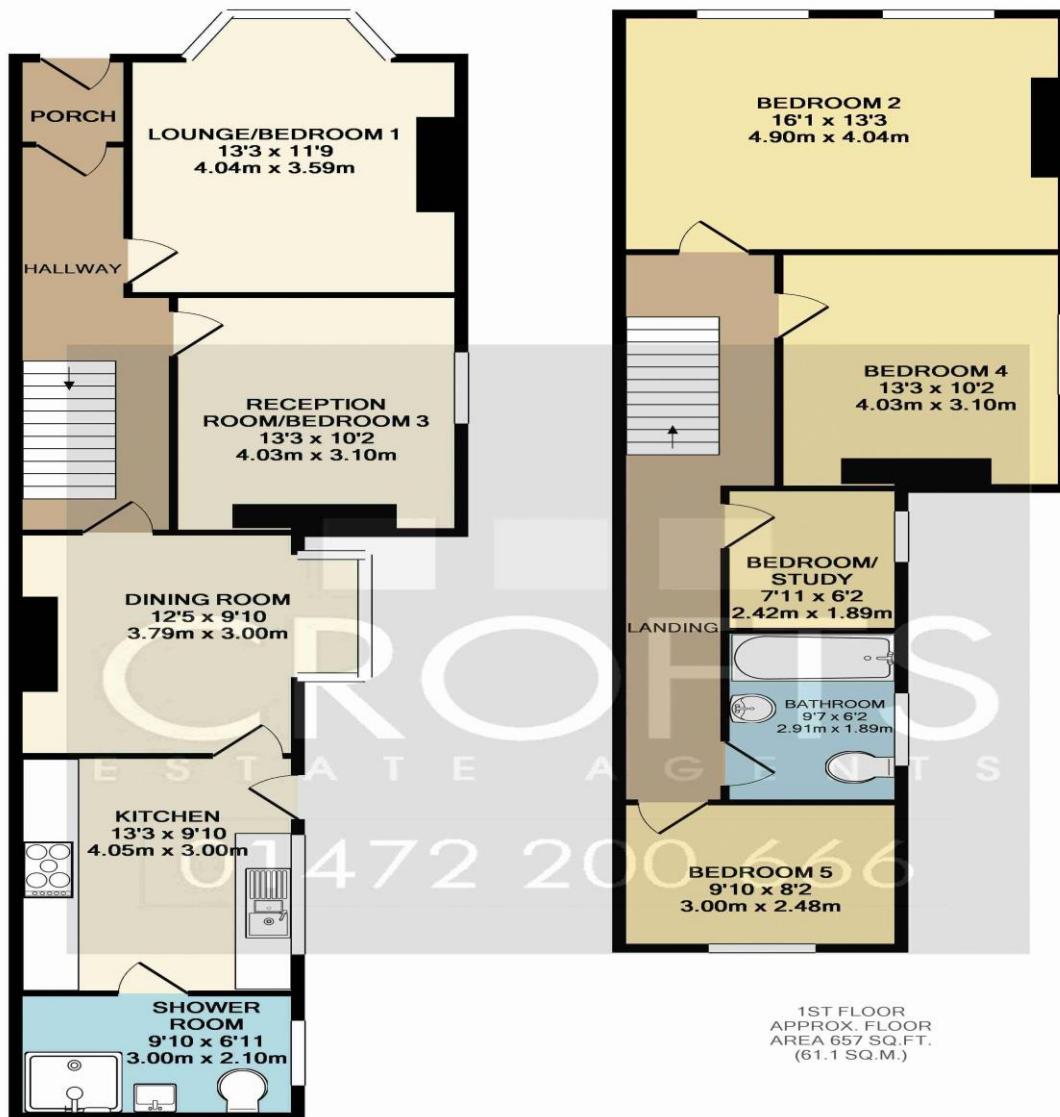 PORCH
LOUNGE/BEDROOM 1
13'3 x 11'9
4.04m x 3.59m
HALLWAY
RECEPTION
ROOM/BEDROOM 3
13'3 x 10'2
4.03m x 3.10m
DINING ROOM
12'5 x 9'10
3.79m x 3.00m
KITCHEN
13'3 x 9'10
4.05m x 3.00m
SHOWER
ROOM
9'10 x 6'11
3.00m x 2.10m
BEDROOM 2
16'1 x 13'3
4.90m x 4.04m
BEDROOM 4
13'3 x 10'2
4.03m x 3.10m
BEDROOM/
STUDY
7'11 x 6'2
2.42m x 1.89m
LANDING
BATHROOM
9'7 x 6'2
2.91m x 1.89m
BEDROOM 5
9'10 x 8'2
3.00m x 2.48m
1ST FLOOR
APPROX. FLOOR
AREA 657 SQ.FT.
(61.1 SQ.M.)
CROFTS
ESTATE AGENTS
01472 200 666